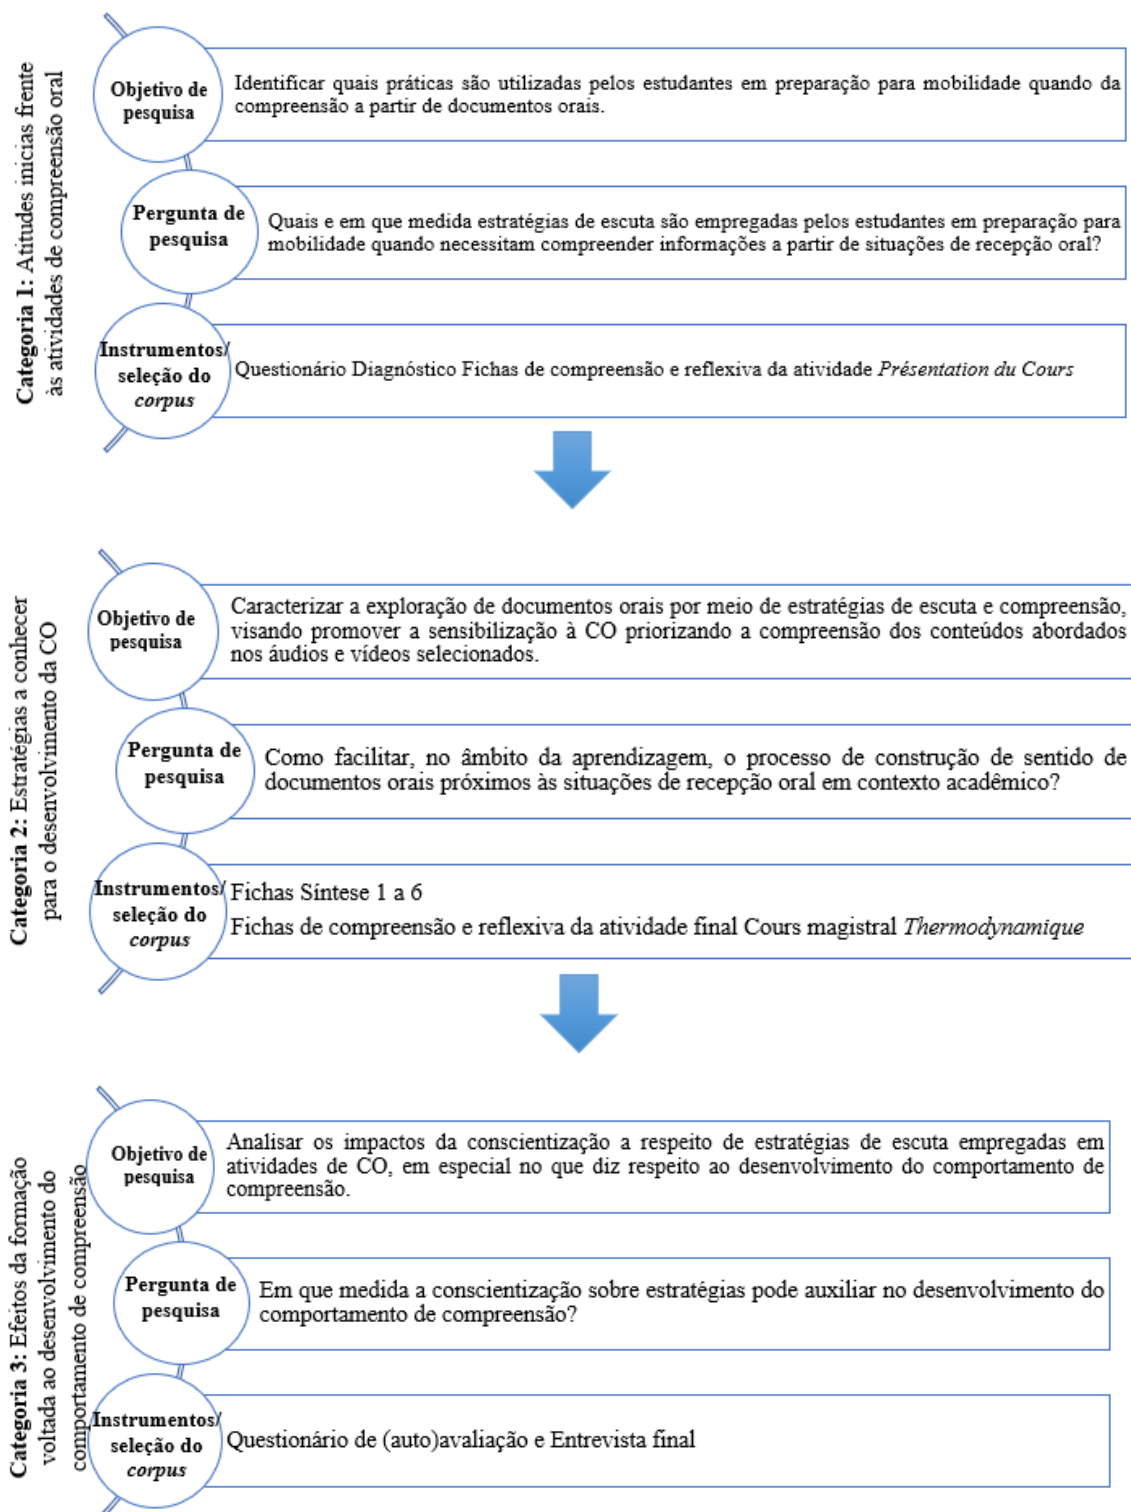 Categoria 1: Atitudes inicias frente
às atividades de compreensão oral
Objetivo de
pesquisa
Identificar quais práticas são utilizadas pelos estudantes em preparação para mobilidade quando da
compreensão a partir de documentos orais.
Pergunta de
pesquisa
Quais e em que medida estratégias de escuta são empregadas pelos estudantes em preparação para
mobilidade quando necessitam compreender informações a partir de situações de recepção oral?
Instrumentos/
seleção do
corpus
Questionário Diagnóstico Fichas de compreensão e reflexiva da atividade Présentation du Cours
Categoria 2: Estratégias a conhecer
para o desenvolvimento da CO
Objetivo de
pesquisa
Caracterizar a exploração de documentos orais por meio de estratégias de escuta e compreensão,
visando promover a sensibilização à CO priorizando a compreensão dos conteúdos abordados
nos áudios e vídeos selecionados.
Pergunta de
pesquisa
Como facilitar, no âmbito da aprendizagem, o processo de construção de sentido de
documentos orais próximos às situações de recepção oral em contexto acadêmico?
Instrumentos/
seleção do
corpus
Fichas Síntese 1 a 6
Fichas de compreensão e reflexiva da atividade final Cours magistral Thermodynamique
Categoria 3: Efeitos da formação
voltada ao desenvolvimento do
comportamento de compreensão
Objetivo de
pesquisa
Analisar os impactos da conscientização a respeito de estratégias de escuta empregadas em
atividades de CO, em especial no que diz respeito ao desenvolvimento do comportamento de
compreensão.
Pergunta de
pesquisa
Em que medida a conscientização sobre estratégias pode auxiliar no desenvolvimento do
comportamento de compreensão?
Instrumentos/
seleção do
corpus
Questionário de (auto)avaliação e Entrevista final